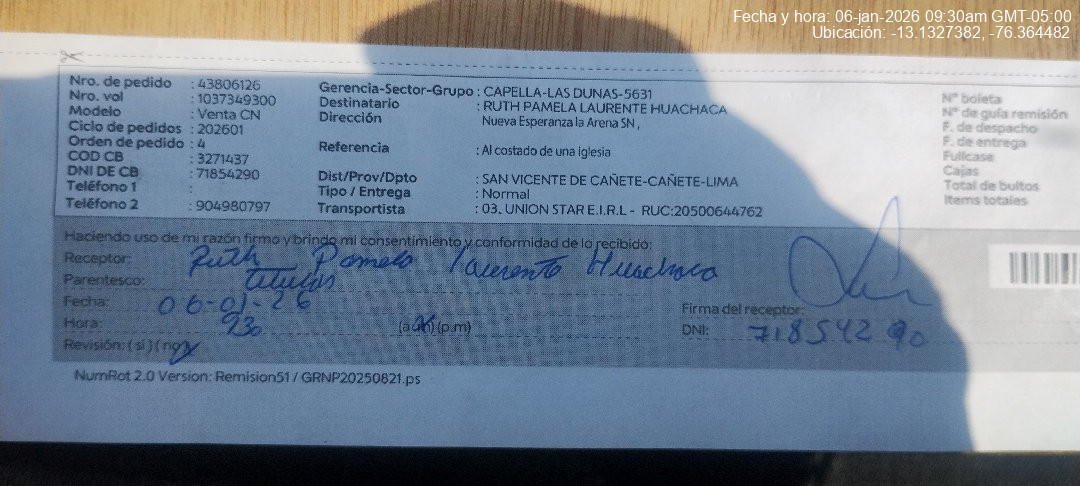 Fecha y hora: 06-jan-2026 09:30am GMT-05:00
Ubicación: -13.1327382, -76.364482
Nro. de pedido : 43806126
Nro. vol : 1037349300
Modelo : Venta CN
Ciclo de pedidos : 202601
Orden de pedido : 4
COD CB : 3271437
DNI DE CB : 71854290
Teléfono 1 :
Teléfono 2 : 904980797
Gerencia-Sector-Grupo : CAPELLA-LAS DUNAS-5631
Destinatario : RUTH PAMELA LAURENTE HUACHACA
Dirección
Nueva Esperanza la Arena SN ,
Referencia : Al costado de una iglesia
Dist/Prov/Dpto : SAN VICENTE DE CAÑETE-CAÑETE-LIMA
Tipo / Entrega : Normal
Transportista : 03. UNION STAR E.I.R.L - RUC:20500644762
N° boleta
N° de guía remisión
F. de despacho
F. de entrega
Fullcase
Cajas
Total de bultos
Items totales
Haciendo uso de mi razón firmo y brindo mi consentimiento y conformidad de lo recibido:
Receptor: Ruth Pamela Laurente Huachaca
Parentesco: titular
Fecha: 06-01-26
Hora: 930 (a.m) (p.m)
Revisión: ( si ) ( no )
Firma del receptor:
DNI: 71854290
NumRot 2.0 Version: Remision51 / GRNP20250821.ps